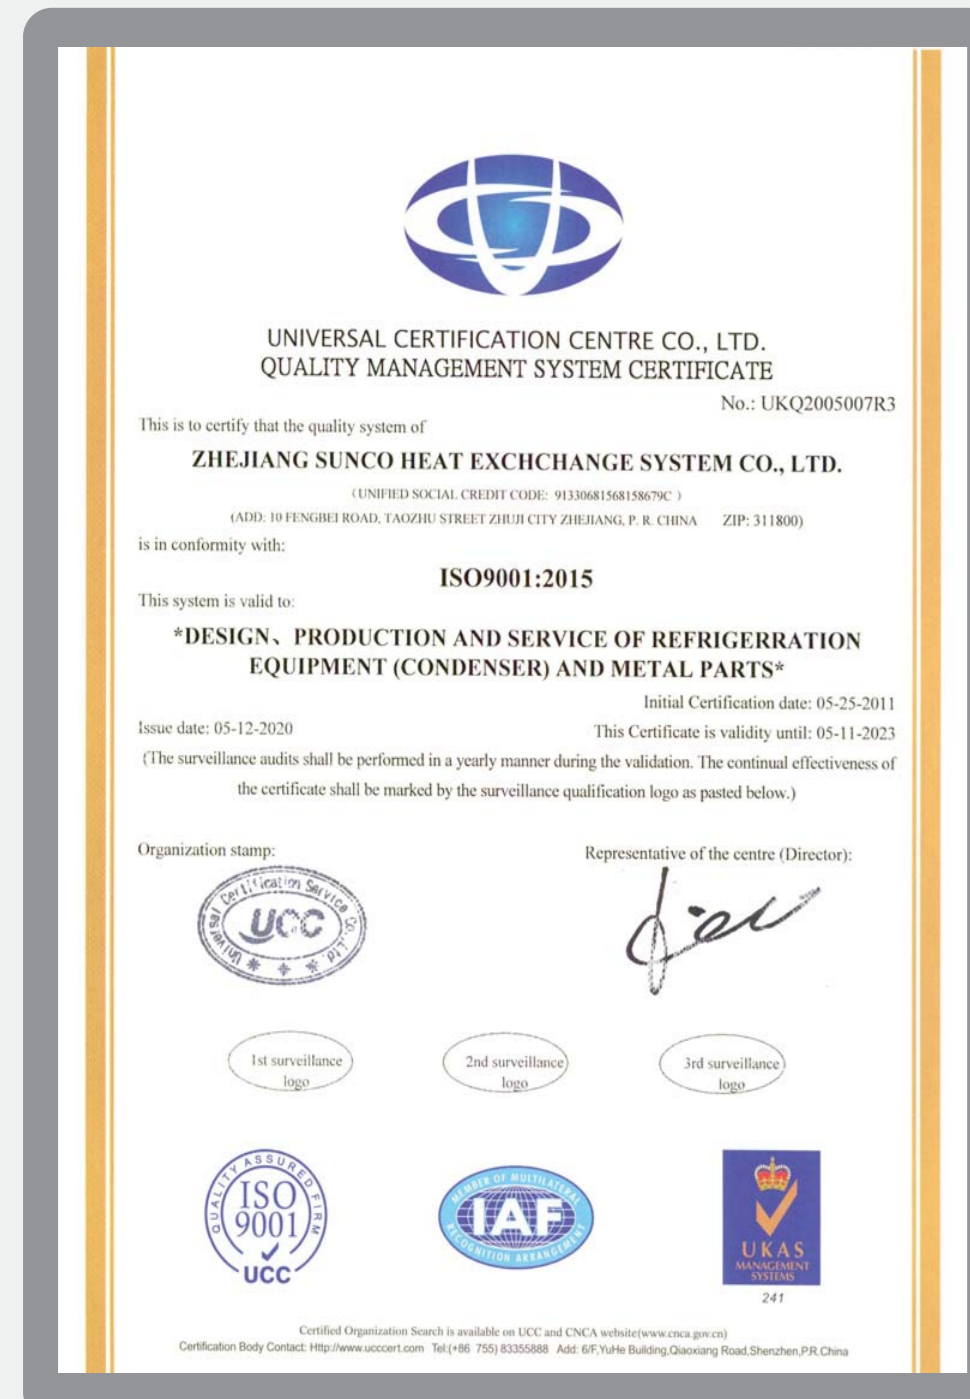 UNIVERSAL CERTIFICATION CENTRE CO., LTD.
QUALITY MANAGEMENT SYSTEM CERTIFICATE
No.: UKQ2005007R3
This is to certify that the quality system of
ZHEJIANG SUNCO HEAT EXCHCHANGE SYSTEM CO., LTD.
(UNIFIED SOCIAL CREDIT CODE: 91330681568158679C )
(ADD: 10 FENGBEI ROAD, TAOZHU STREET ZHUJI CITY ZHEJIANG, P. R. CHINA ZIP: 311800)
is in conformity with:
ISO9001:2015
This system is valid to:
*DESIGN、PRODUCTION AND SERVICE OF REFRIGERRATION
EQUIPMENT (CONDENSER) AND METAL PARTS*
Initial Certification date: 05-25-2011
Issue date: 05-12-2020 This Certificate is validity until: 05-11-2023
(The surveillance audits shall be performed in a yearly manner during the validation. The continual effectiveness of
the certificate shall be marked by the surveillance qualification logo as pasted below.)
Organization stamp: Representative of the centre (Director):
Universal Certification Service Co.,Ltd.
UCC
1st surveillance
logo
2nd surveillance
logo
3rd surveillance
logo
QUALITY ASSURED FIRM
ISO
9001
UCC
MEMBER OF MULTILATERAL
IAF
RECOGNITION ARRANGEMENT
UKAS
MANAGEMENT
SYSTEMS
241
Certified Organization Search is available on UCC and CNCA website(www.cnca.gov.cn)
Certification Body Contact: Http://www.ucccert.com Tel:(+86 755) 83355888 Add: 6/F,YuHe Building,Qiaoxiang Road,Shenzhen,P.R.China